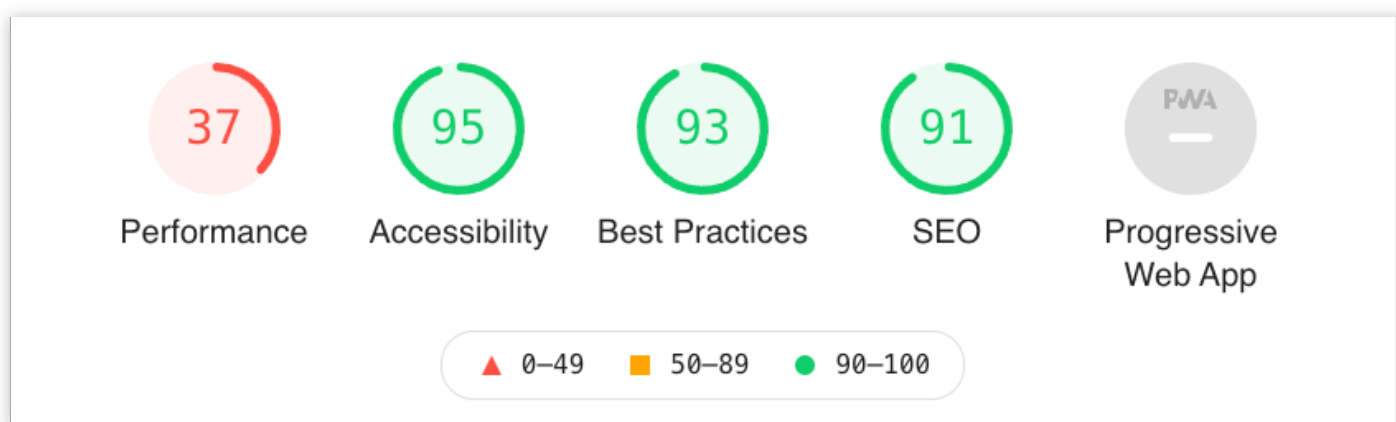 37 95 93 91 PWA
Performance Accessibility Best Practices SEO Progressive
Web App
0–49 50–89 90–100